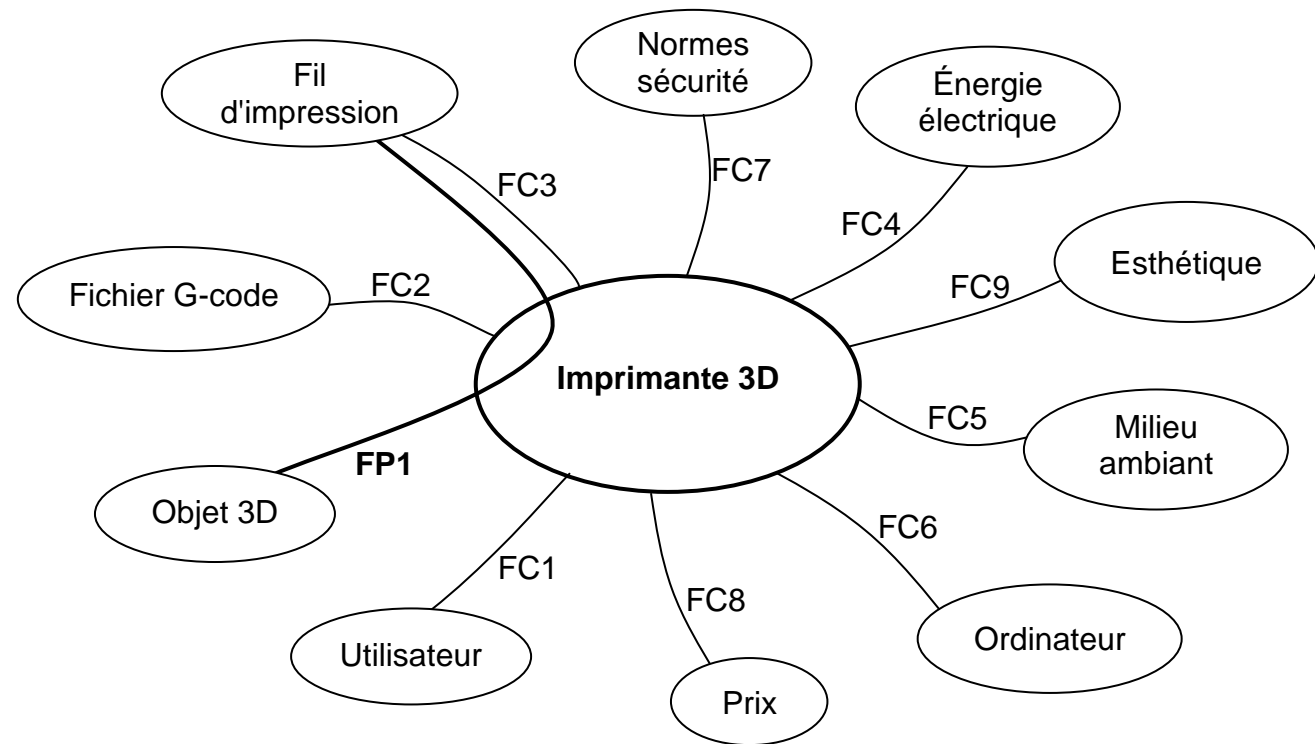 Normes
sécurité
Fil
d'impression
Énergie
électrique
FC7
FC3
FC4
Esthétique
Fichier G-code
FC2
FC9
Imprimante 3D
FC5
Milieu
ambiant
FP1
Objet 3D
FC6
FC1
FC8
Utilisateur
Ordinateur
Prix